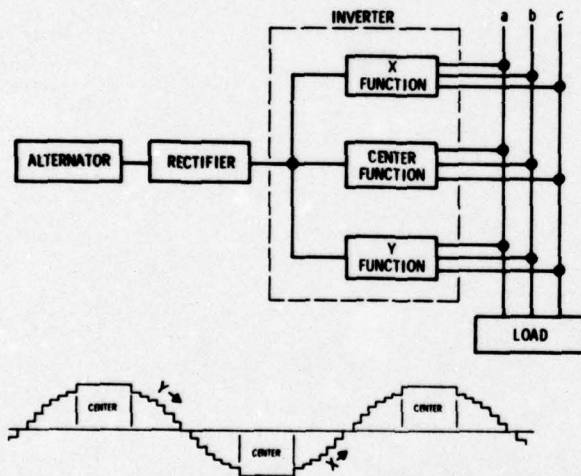 INVERTER
a b c
X
FUNCTION
ALTERNATOR
RECTIFIER
CENTER
FUNCTION
Y
FUNCTION
LOAD
Y
CENTER
CENTER
X
CENTER